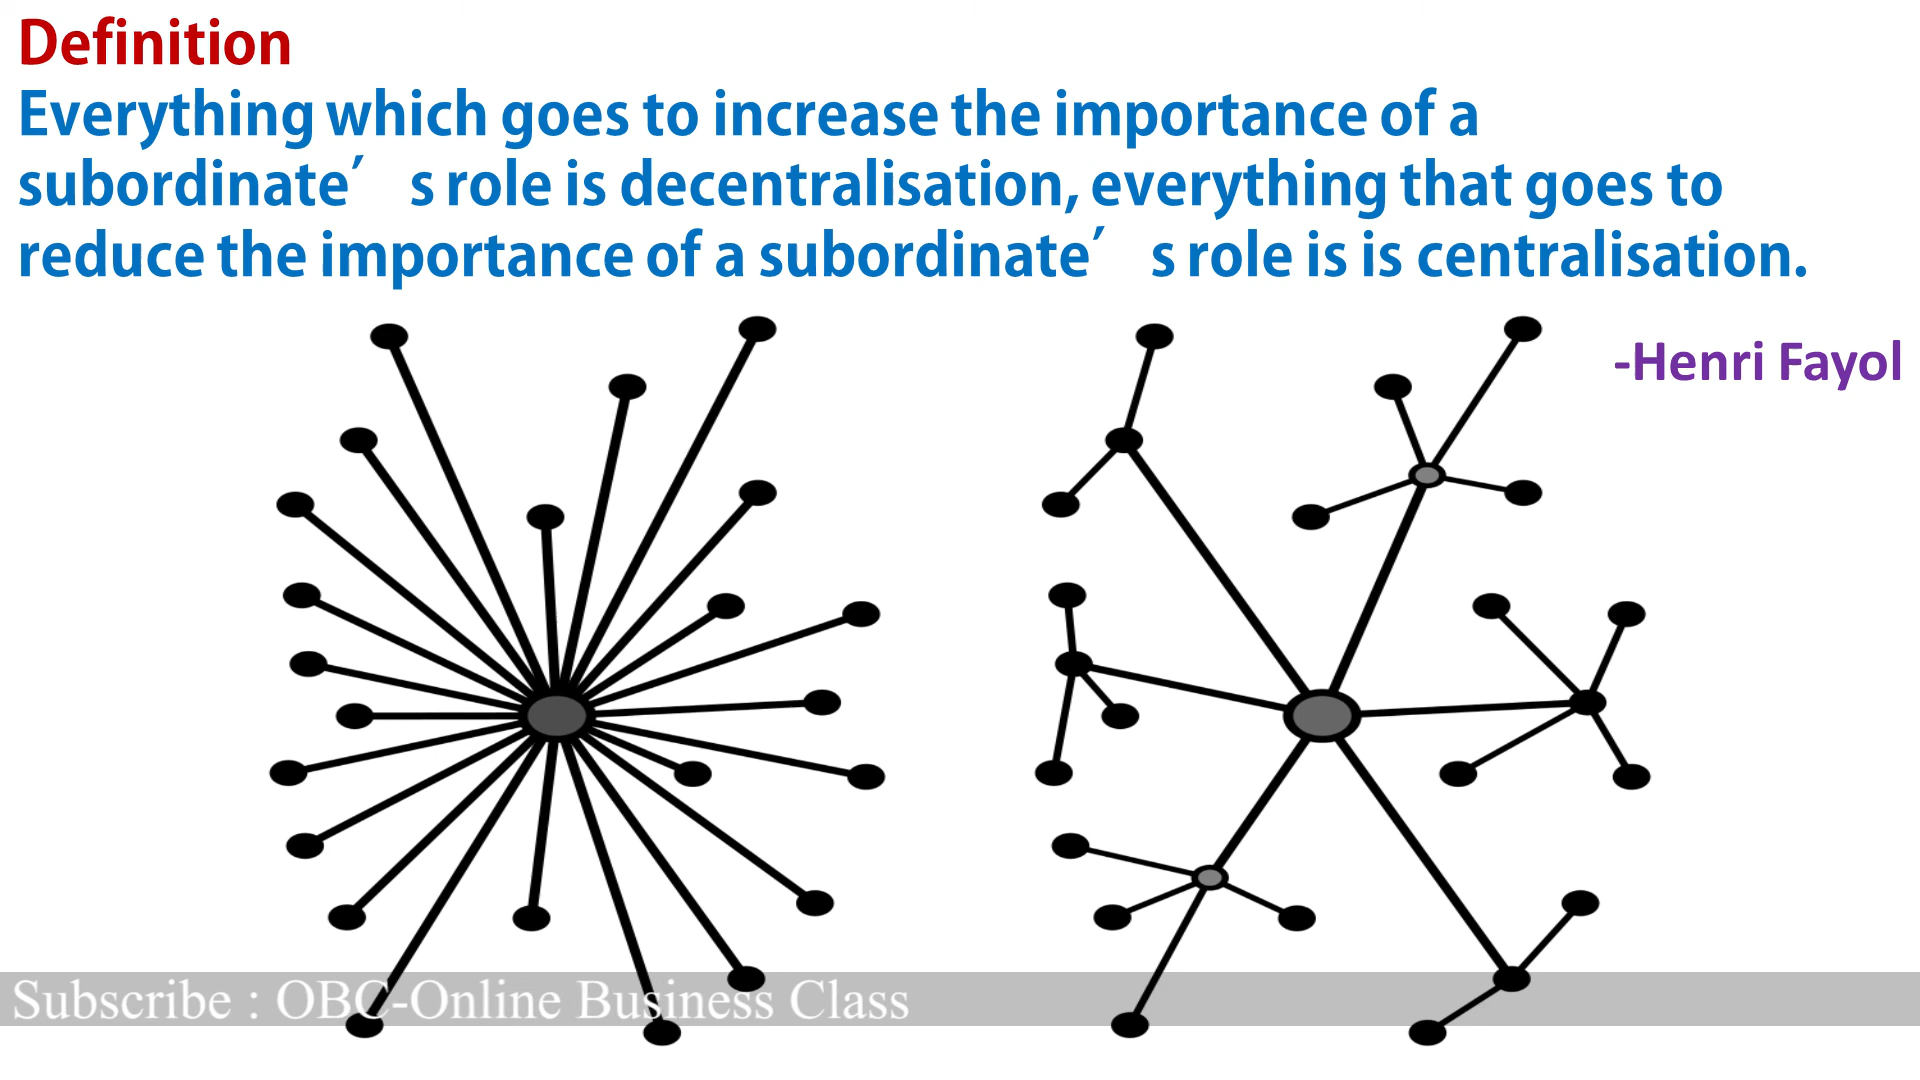 Definition
Everything which goes to increase the importance of a
subordinate′ s role is decentralisation, everything that goes to
reduce the importance of a subordinate′ s role is is centralisation.
-Henri Fayol
Subscribe : OBC-Online Business Class